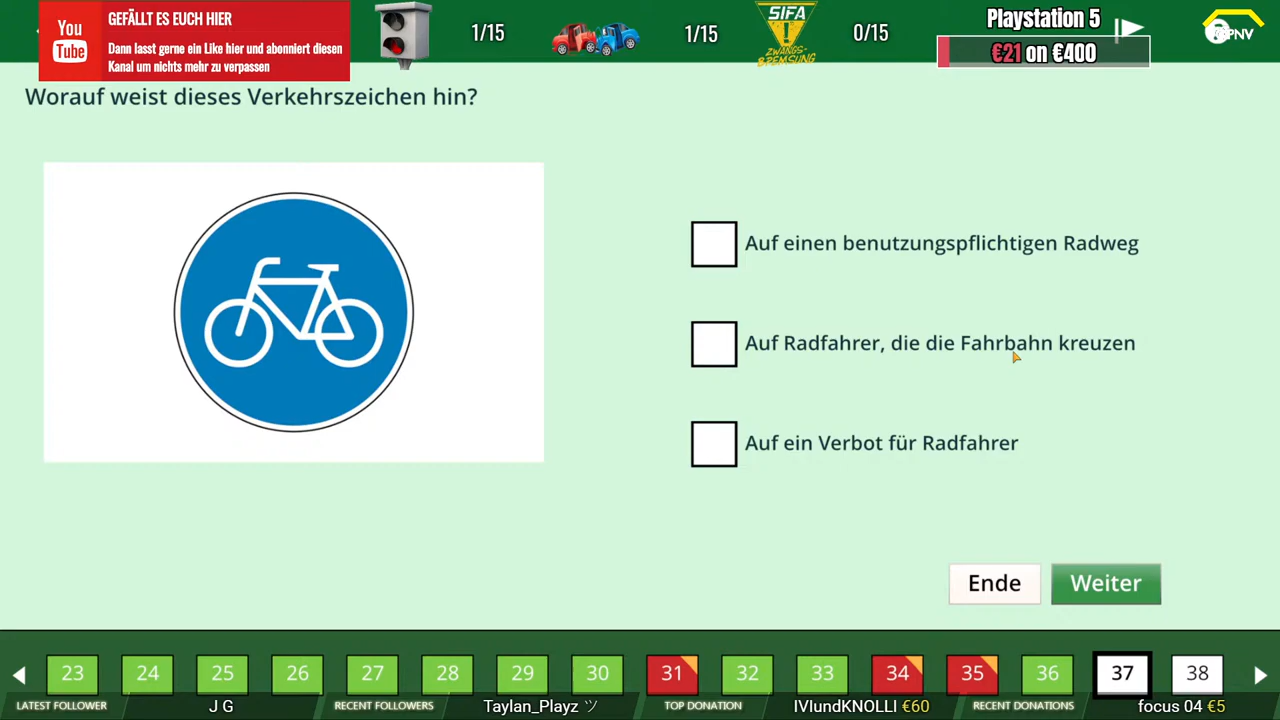 You
Tube
GEFÄLLT ES EUCH HIER
Dann lasst gerne ein Like hier und abonniert diesen
Kanal um nichts mehr zu verpassen
1/15
1/15
SIFA
ZWANGS-
BREMSUNG
0/15
Playstation 5
€21 on €400
ÖPNV
Worauf weist dieses Verkehrszeichen hin?
Auf einen benutzungspflichtigen Radweg
Auf Radfahrer, die die Fahrbahn kreuzen
Auf ein Verbot für Radfahrer
Ende
Weiter
23
24
25
26
27
28
29
30
31
32
33
34
35
36
37
38
LATEST FOLLOWER
J G
RECENT FOLLOWERS
Taylan_Playz ツ
TOP DONATION
IVIundKNOLLI €60
RECENT DONATIONS
focus 04 €5